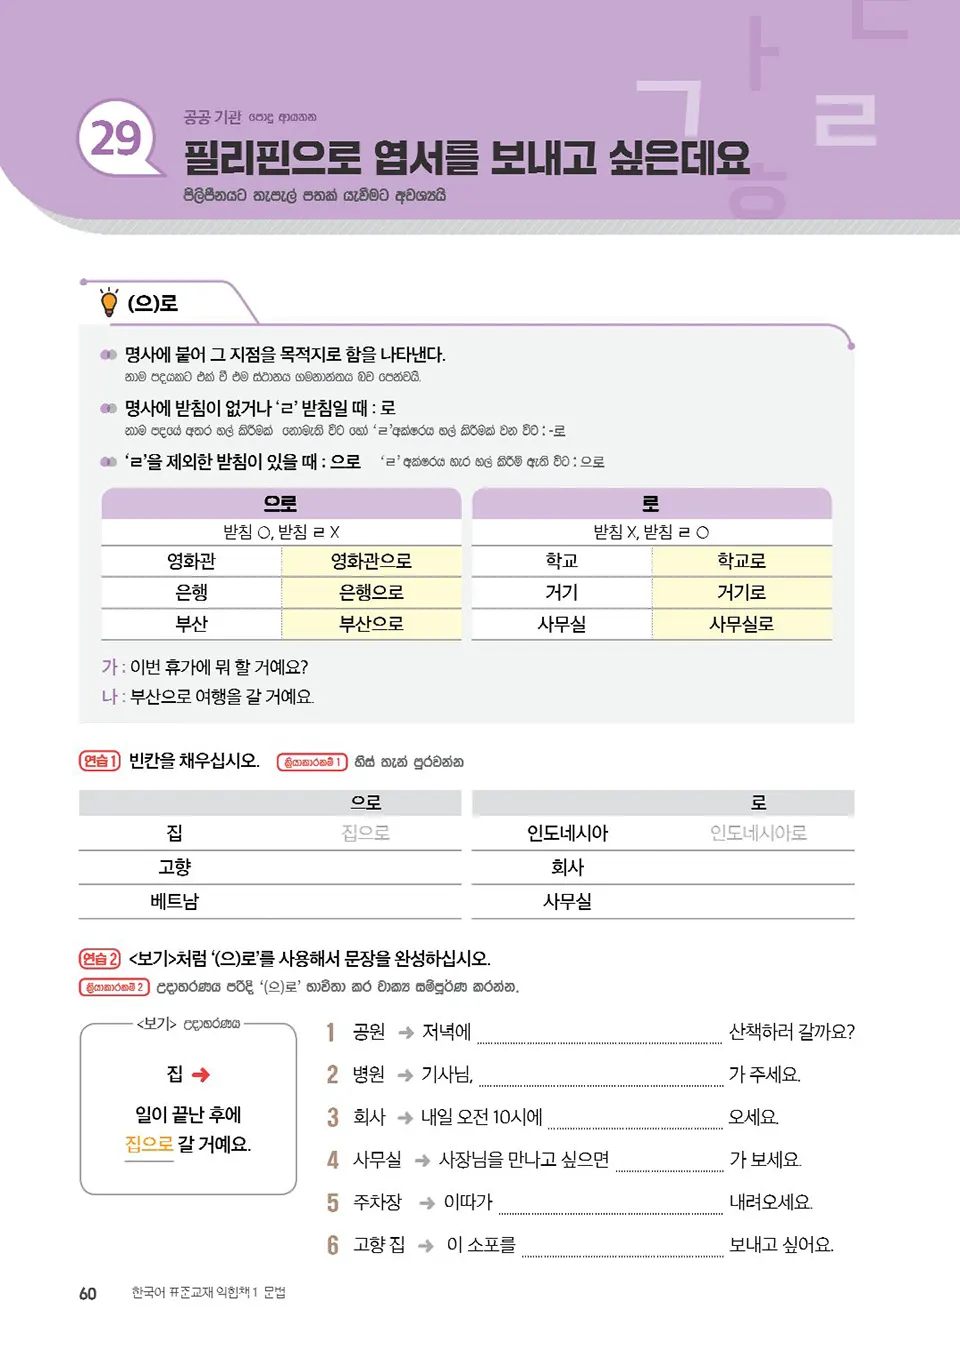 29
공공 기관 පොදු ආයතන
필리핀으로 엽서를 보내고 싶은데요
පිලිපීනයට තැපැල් පතක් යැවීමට අවශ්‍යයි
(으)로
명사에 붙어 그 지점을 목적지로 함을 나타낸다.
නාම පදයකට එක් වී එම ස්ථානය ගමනාන්තය බව පෙන්වයි.
명사에 받침이 없거나 ‘ㄹ’ 받침일 때 : 로
නාම පදයේ අතර හල් කිරීමක් නොමැති විට හෝ ‘ㄹ’අක්ෂරය හල් කිරීමක් වන විට : -로
‘ㄹ’을 제외한 받침이 있을 때 : 으로 ‘ㄹ’ අක්ෂරය හැර හල් කිරීම් ඇති විට : 으로
으로 로
받침 O, 받침 ㄹ X 받침 X, 받침 ㄹ O
영화관 영화관으로 학교 학교로
은행 은행으로 거기 거기로
부산 부산으로 사무실 사무실로
가 : 이번 휴가에 뭐 할 거예요?
나 : 부산으로 여행을 갈 거예요.
연습 1 빈칸을 채우십시오. ක්‍රියාකාරකම් 1 හිස් තැන් පුරවන්න
으로 로
집 집으로 인도네시아 인도네시아로
고향 회사
베트남 사무실
연습 2 <보기>처럼 ‘(으)로’를 사용해서 문장을 완성하십시오.
ක්‍රියාකාරකම් 2 උදාහරණය පරිදි ‘(으)로’ භාවිතා කර වාක්‍ය සම්පූර්ණ කරන්න.
<보기> උදාහරණය
집 ➔
일이 끝난 후에
집으로 갈 거예요.
1 공원 ➔ 저녁에 산책하러 갈까요?
2 병원 ➔ 기사님, 가 주세요.
3 회사 ➔ 내일 오전 10시에 오세요.
4 사무실 ➔ 사장님을 만나고 싶으면 가 보세요.
5 주차장 ➔ 이따가 내려오세요.
6 고향 집 ➔ 이 소포를 보내고 싶어요.
60 한국어 표준교재 익힘책 1 문법